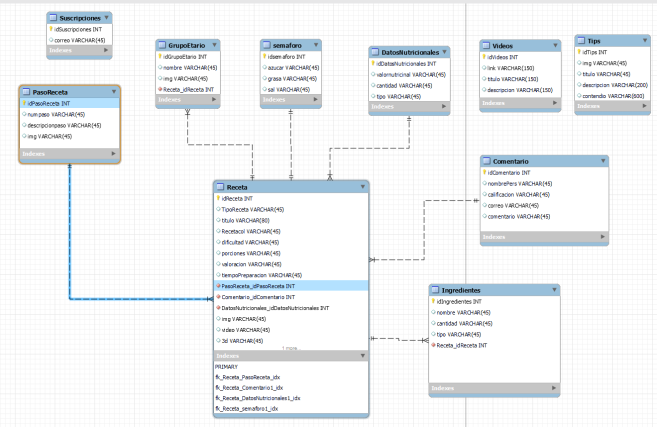 Suscripciones
idSuscripciones INT
correo VARCHAR(45)
Indexes
GrupoEtario
idGrupoEtario INT
nombre VARCHAR(45)
img VARCHAR(45)
Receta_idReceta INT
Indexes
semaforo
idsemaforo INT
azucar VARCHAR(45)
grasa VARCHAR(45)
sal VARCHAR(45)
Indexes
DatosNutricionales
idDatosNutricionales INT
valornutricinal VARCHAR(45)
cantidad VARCHAR(45)
tipo VARCHAR(45)
Indexes
Videos
idVideos INT
link VARCHAR(150)
titulo VARCHAR(150)
descripcion VARCHAR(150)
Indexes
Tips
idTips INT
img VARCHAR(45)
titulo VARCHAR(45)
descripcion VARCHAR(200)
contenido VARCHAR(600)
Indexes
PasoReceta
idPasoReceta INT
numpaso VARCHAR(45)
descripcionpaso VARCHAR(45)
img VARCHAR(45)
Indexes
Receta
idReceta INT
TipoReceta VARCHAR(45)
titulo VARCHAR(80)
Recetacol VARCHAR(45)
dificultad VARCHAR(45)
porciones VARCHAR(45)
valoracion VARCHAR(45)
tiempoPreparacion VARCHAR(45)
PasoReceta_idPasoReceta INT
Comentario_idComentario INT
DatosNutricionales_idDatosNutricionales INT
img VARCHAR(45)
video VARCHAR(45)
3d VARCHAR(45)
1 more...
Indexes
PRIMARY
fk_Receta_PasoReceta_idx
fk_Receta_Comentario1_idx
fk_Receta_DatosNutricionales1_idx
fk_Receta_semaforo1_idx
Comentario
idComentario INT
nombrePers VARCHAR(45)
calificacion VARCHAR(45)
correo VARCHAR(45)
comentario VARCHAR(45)
Indexes
Ingredientes
idIngredientes INT
nombre VARCHAR(45)
cantidad VARCHAR(45)
tipo VARCHAR(45)
Receta_idReceta INT
Indexes